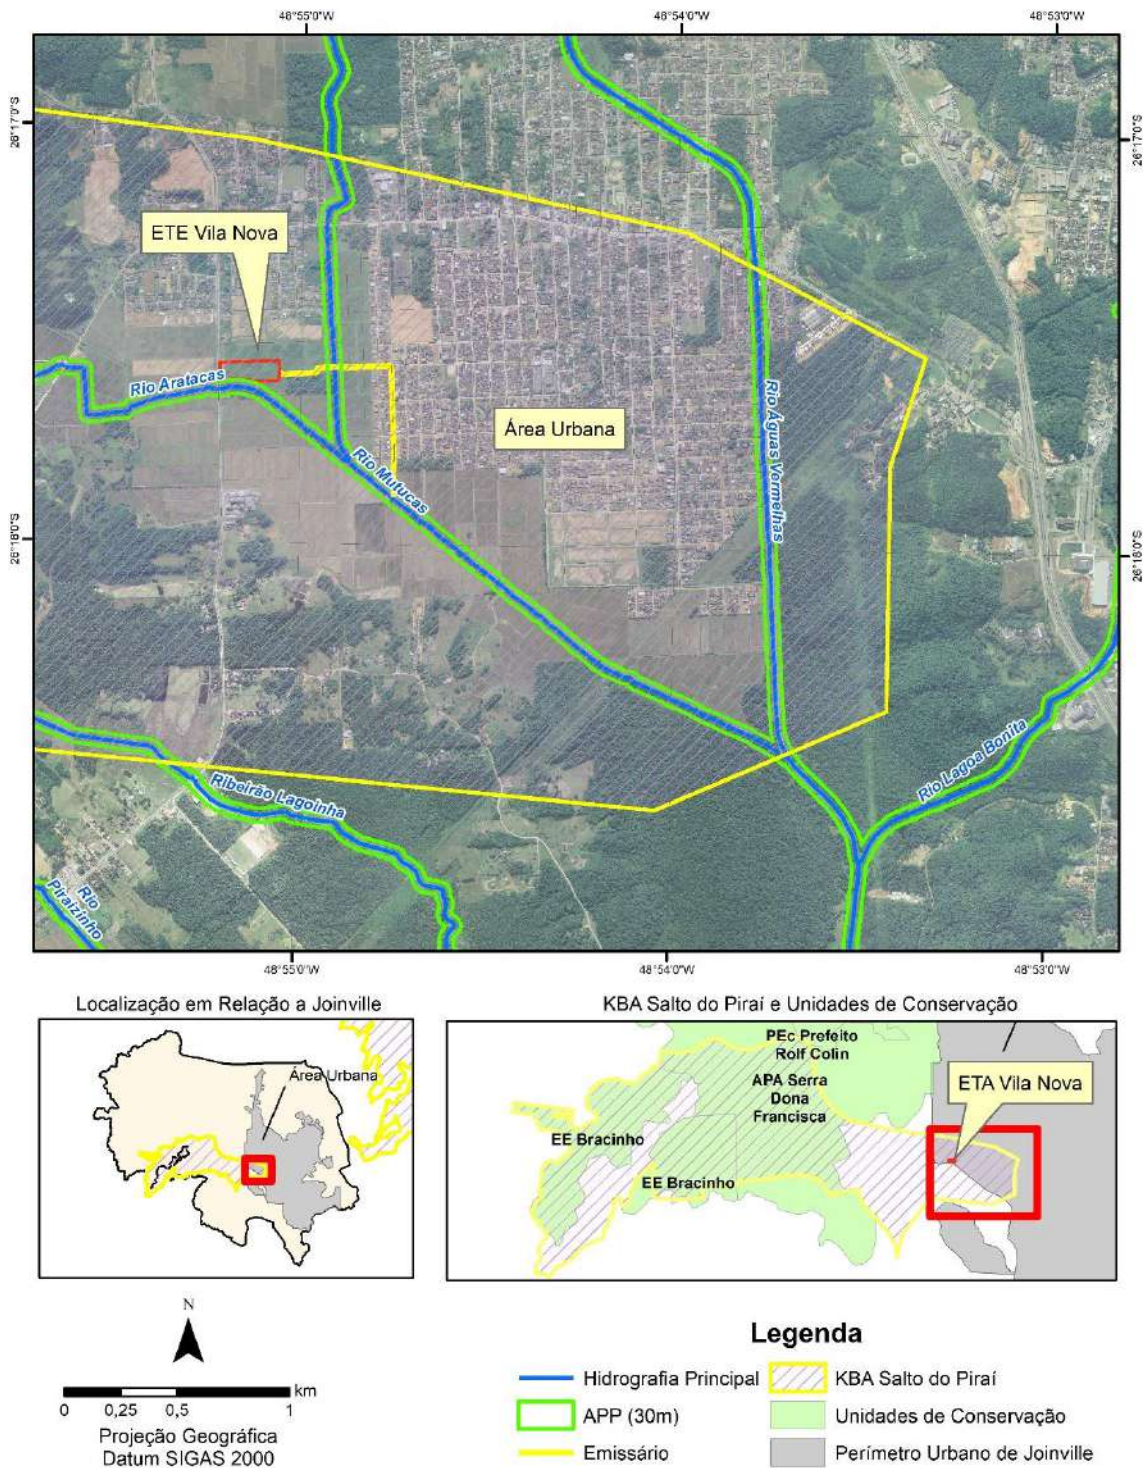 48°55'0"W
48°54'0"W
48°53'0"W
26°17'0"S
26°17'0"S
ETE Vila Nova
Rio Aratacas
Rio Mutucas
Área Urbana
Rio Águas Vermelhas
26°18'0"S
26°18'0"S
Rio Lagoa Bonita
Ribeirão Lagoinha
Rio
Piraizinho
48°55'0"W
48°54'0"W
48°53'0"W
Localização em Relação a Joinville
Área Urbana
KBA Salto do Piraí e Unidades de Conservação
PEc Prefeito
Rolf Colin
APA Serra
Dona
Francisca
ETA Vila Nova
EE Bracinho
EE Bracinho
N
km
0 0,25 0,5 1
Projeção Geográfica
Datum SIGAS 2000
Legenda
Hidrografia Principal
APP (30m)
Emissário
KBA Salto do Piraí
Unidades de Conservação
Perímetro Urbano de Joinville